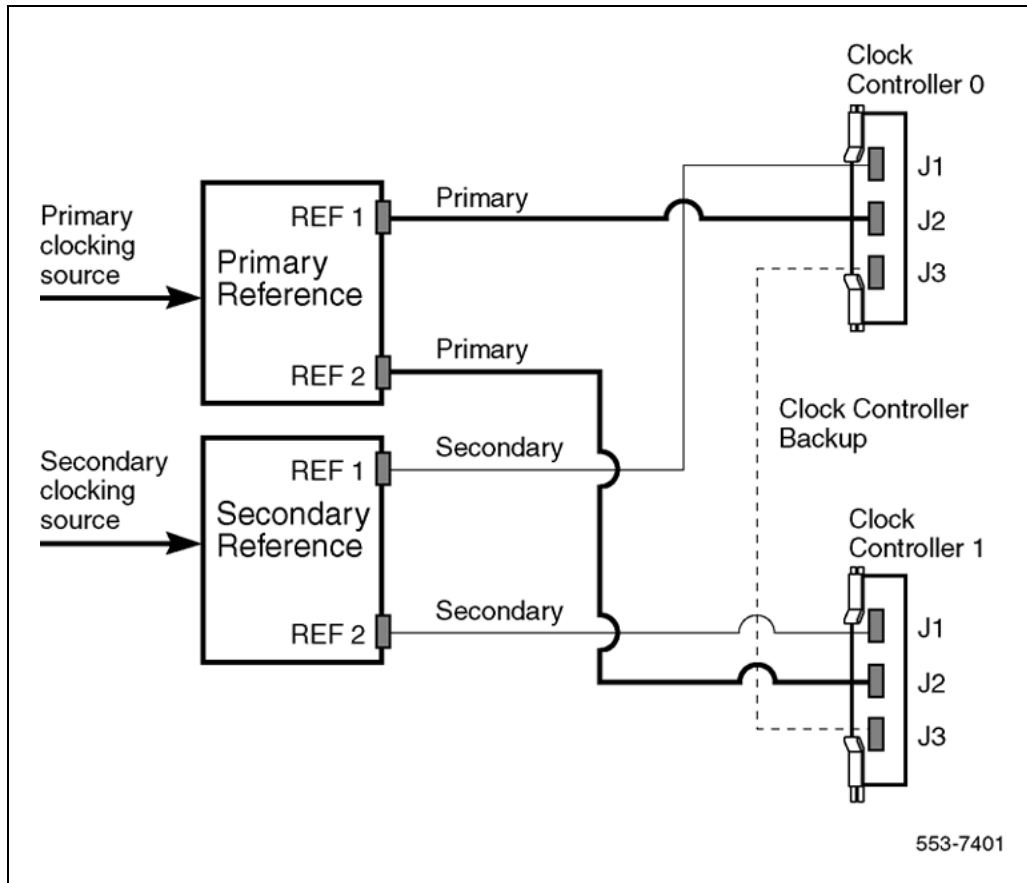 Clock
Controller 0
J1
J2
J3
Primary
clocking
source
REF 1
Primary
Reference
REF 2
Primary
Primary
Clock Controller
Backup
Secondary
clocking
source
REF 1
Secondary
Reference
REF 2
Secondary
Secondary
Clock
Controller 1
J1
J2
J3
553-7401